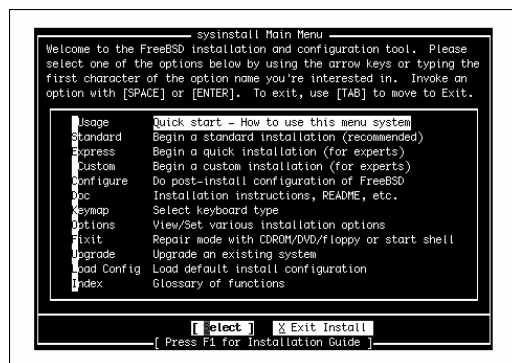 sysinstall Main Menu
Welcome to the FreeBSD installation and configuration tool. Please
select one of the options below by using the arrow keys or typing the
first character of the option name you're interested in. Invoke an
option with [SPACE] or [ENTER]. To exit, use [TAB] to move to Exit.
Usage Quick start - How to use this menu system
Standard Begin a standard installation (recommended)
Express Begin a quick installation (for experts)
Custom Begin a custom installation (for experts)
Configure Do post-install configuration of FreeBSD
Doc Installation instructions, README, etc.
Keymap Select keyboard type
Options View/Set various installation options
Fixit Repair mode with CDROM/DVD/floppy or start shell
Upgrade Upgrade an existing system
Load Config Load default install configuration
Index Glossary of functions
[ Select ] X Exit Install
[ Press F1 for Installation Guide ]